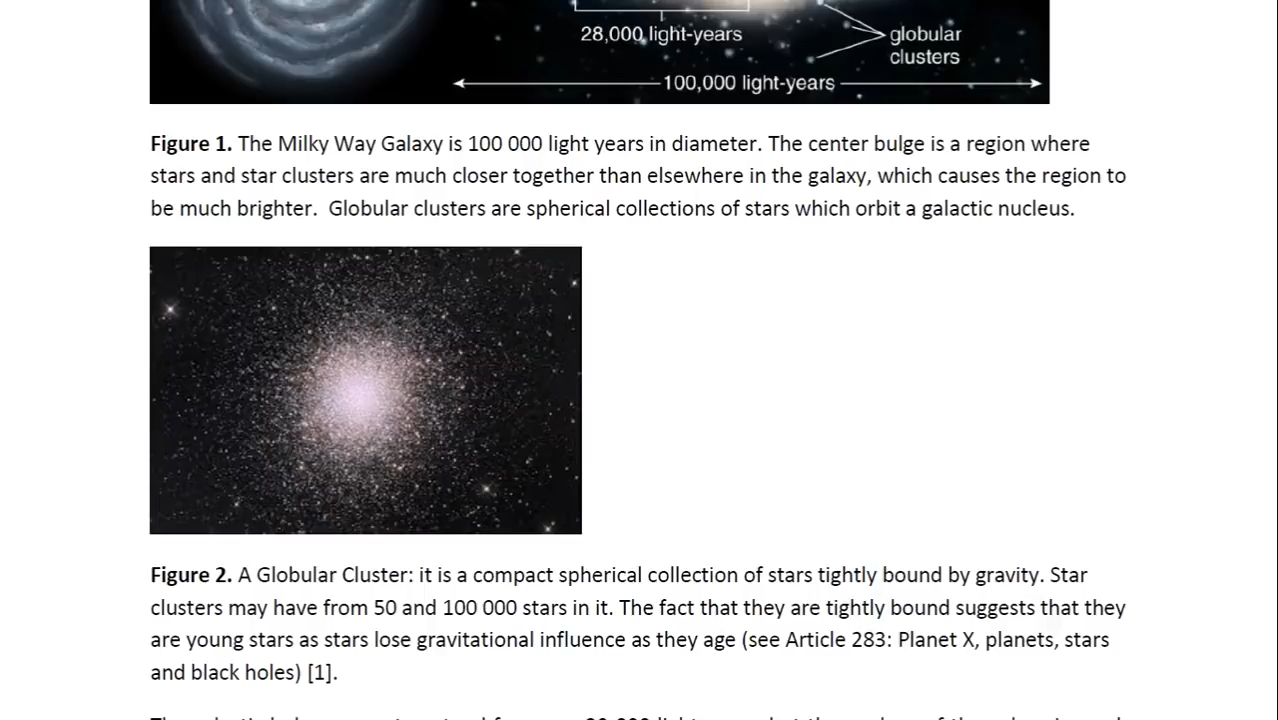 28,000 light-years
globular
clusters
100,000 light-years
Figure 1. The Milky Way Galaxy is 100 000 light years in diameter. The center bulge is a region where
stars and star clusters are much closer together than elsewhere in the galaxy, which causes the region to
be much brighter.  Globular clusters are spherical collections of stars which orbit a galactic nucleus.
Figure 2. A Globular Cluster: it is a compact spherical collection of stars tightly bound by gravity. Star
clusters may have from 50 and 100 000 stars in it. The fact that they are tightly bound suggests that they
are young stars as stars lose gravitational influence as they age (see Article 283: Planet X, planets, stars
and black holes) [1].